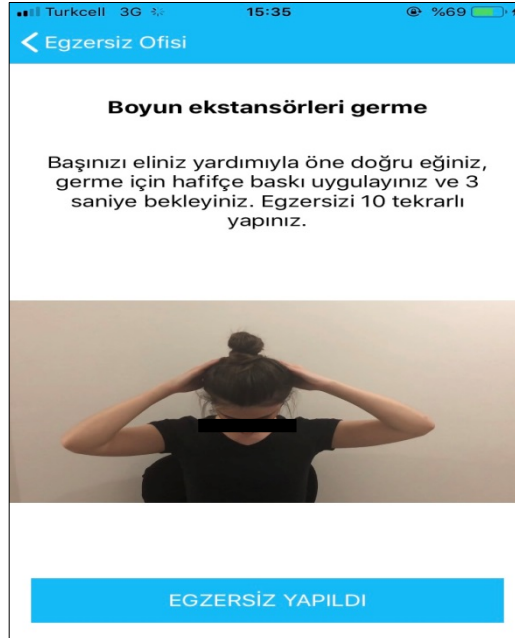 Turkcell 3G 15:35 %69
Egzersiz Ofisi
Boyun ekstansörleri germe
Başınızı eliniz yardımıyla öne doğru eğiniz,
germe için hafifçe baskı uygulayınız ve 3
saniye bekleyiniz. Egzersizi 10 tekrarlı
yapınız.
EGZERSİZ YAPILDI